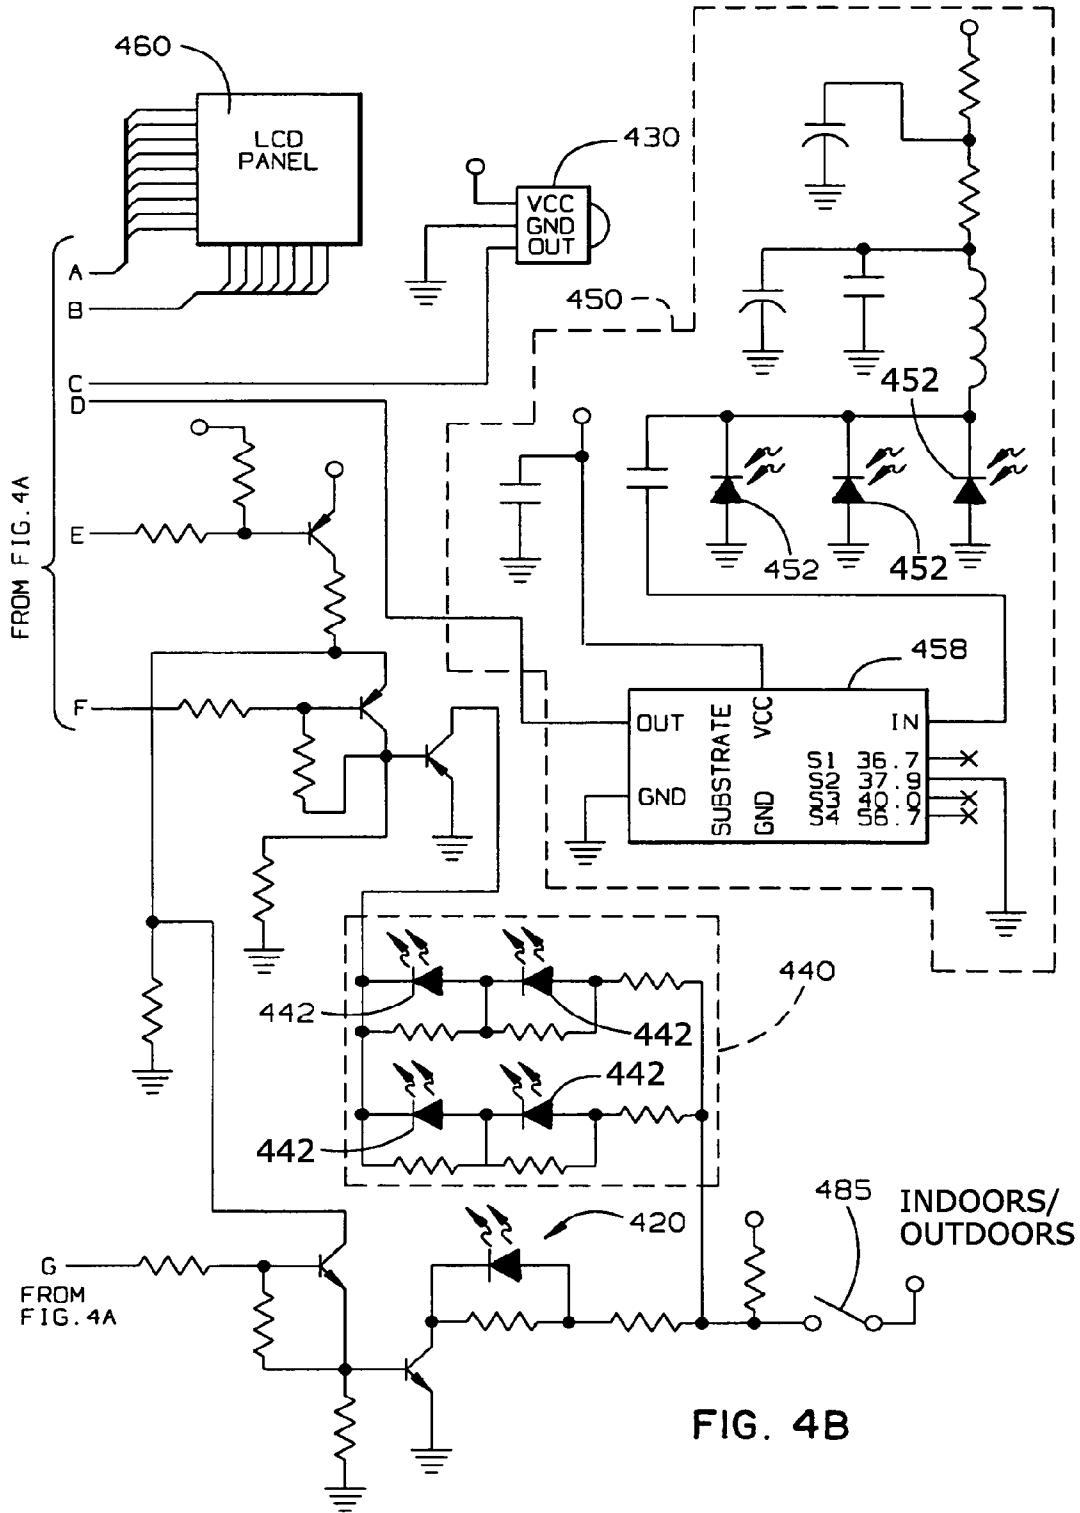 460
LCD
PANEL
430
VCC
GND
OUT
A
B
450
C
D
452
FROM FIG. 4A
E
452
452
F
458
OUT
SUBSTRATE
VCC
IN
S1 36.7
S2 37.9
GND
GND
S3 40.0
S4 56.7
440
442
442
442
442
485
INDOORS/
OUTDOORS
420
G
FROM
FIG. 4A
FIG. 4B